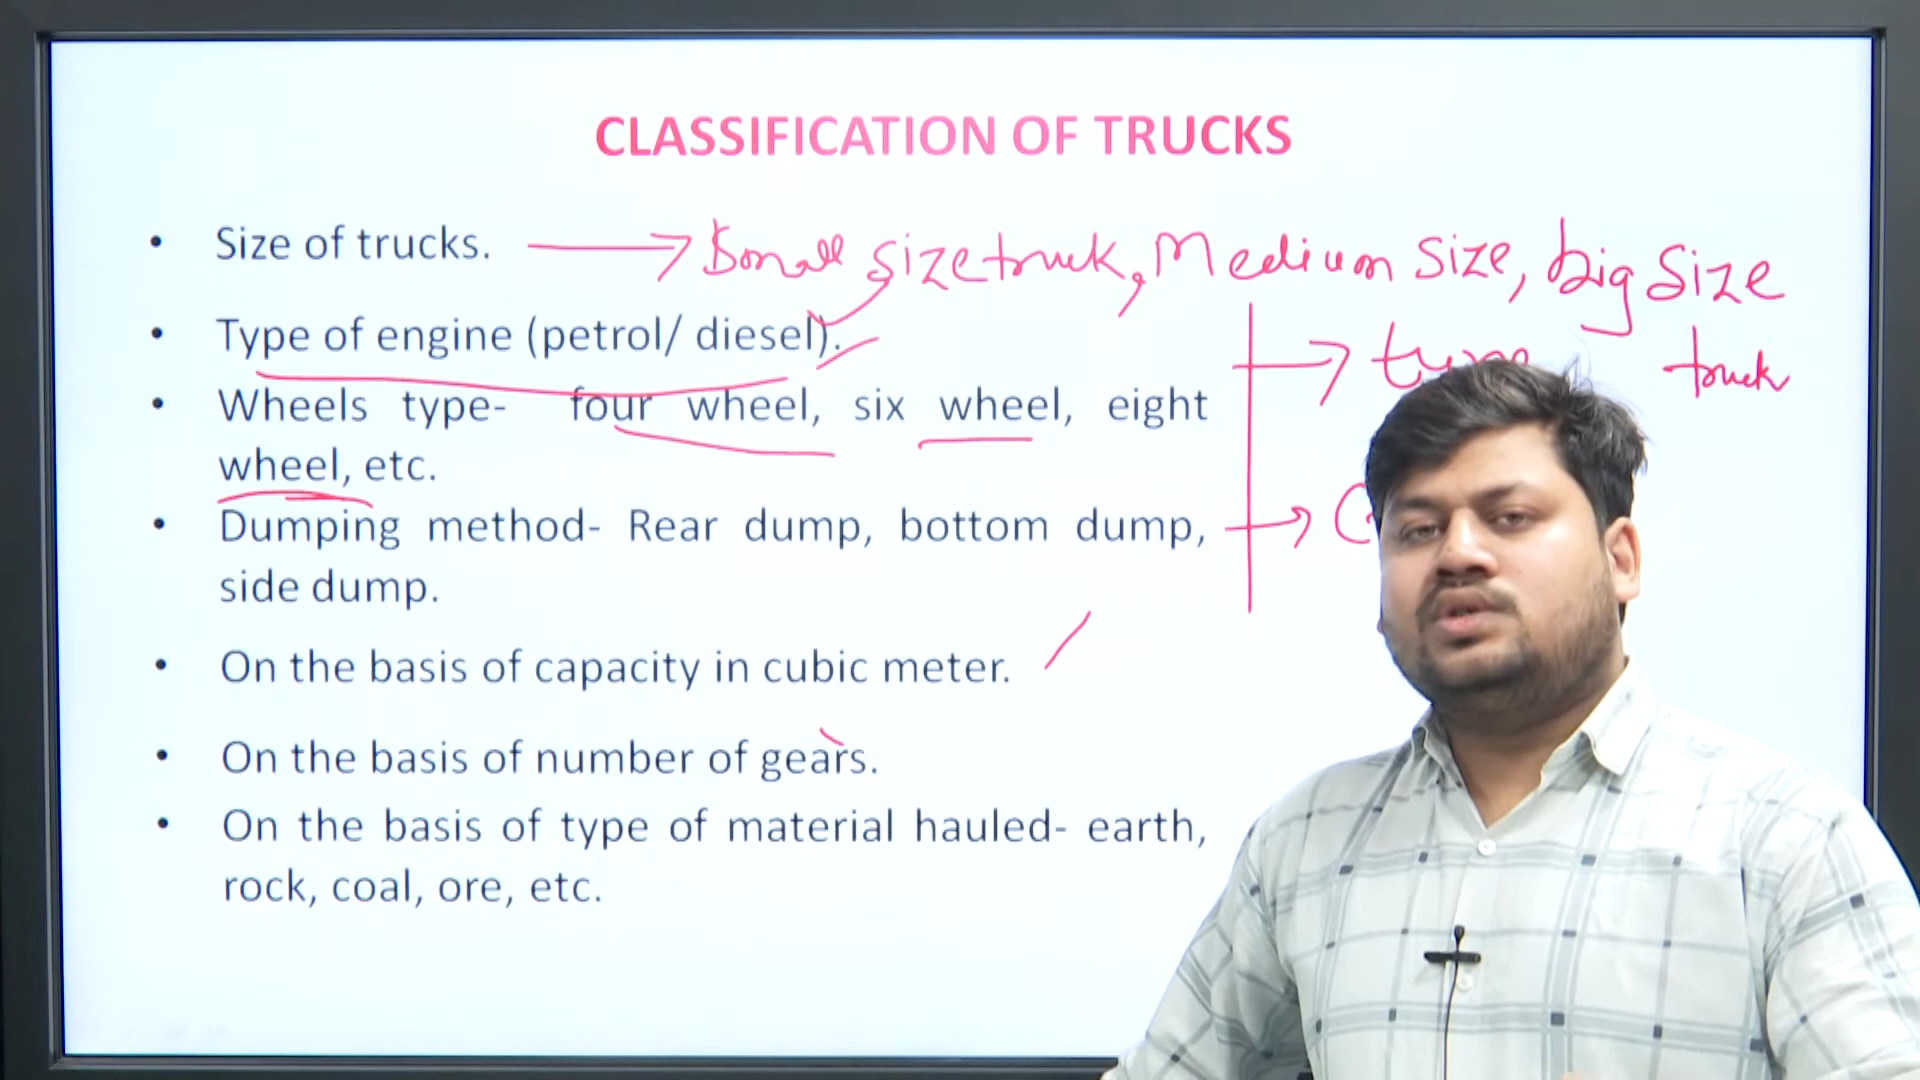 CLASSIFICATION OF TRUCKS
• Size of trucks. → Small size truck, Medium size, big size
truck
• Type of engine (petrol/ diesel).
• Wheels type- four wheel, six wheel, eight
wheel, etc.
• Dumping method- Rear dump, bottom dump,
side dump.
• On the basis of capacity in cubic meter.
• On the basis of number of gears.
• On the basis of type of material hauled- earth,
rock, coal, ore, etc.